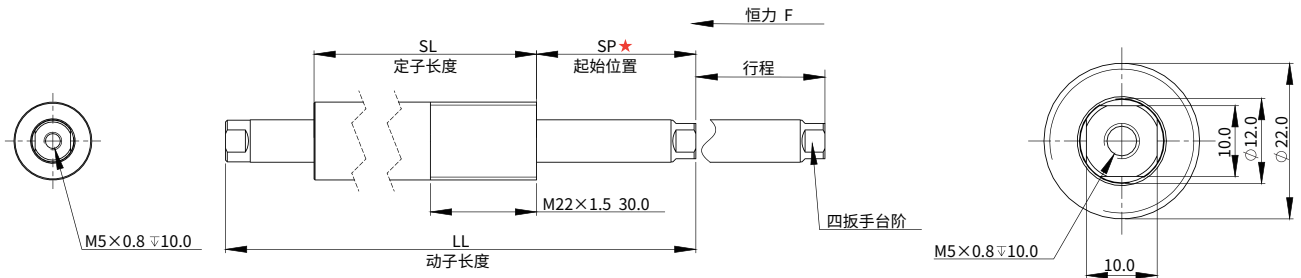 恒力 F
SL
定子长度
SP★
起始位置
行程
M22×1.5 30.0
四扳手台阶
M5×0.8↧10.0
LL
动子长度
10.0
∅12.0
∅22.0
M5×0.8↧10.0
10.0